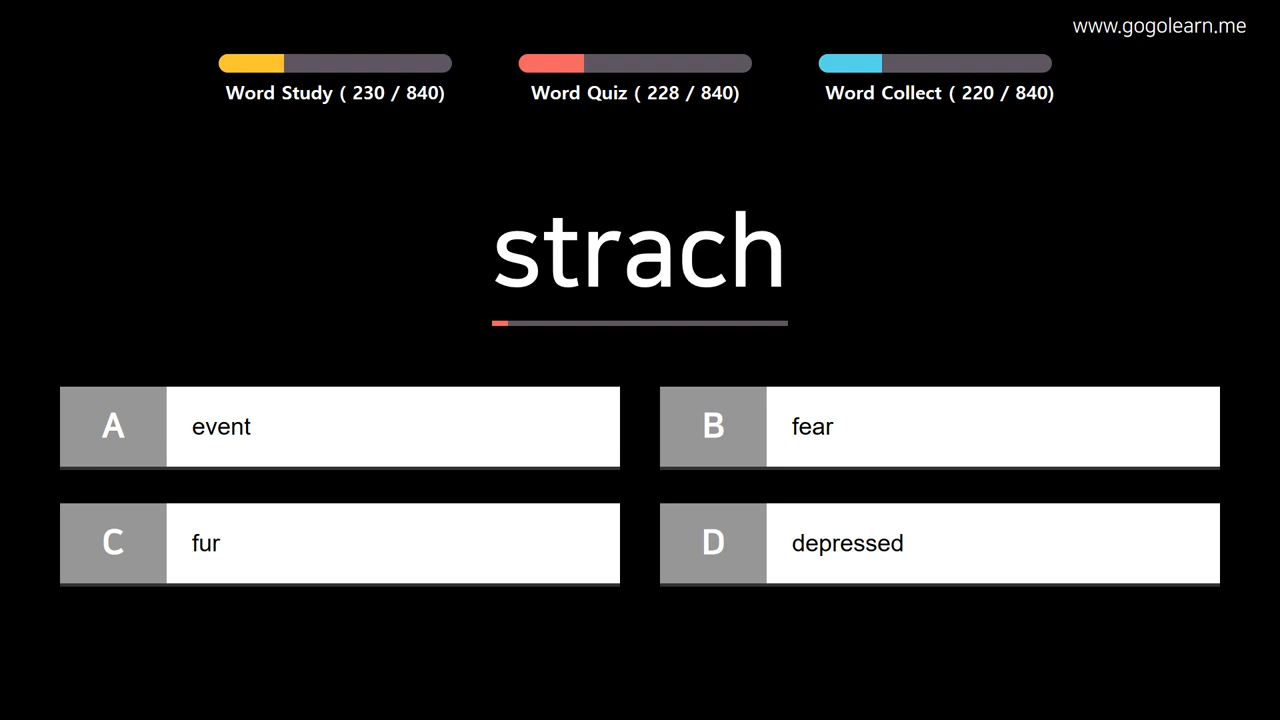 www.gogolearn.me
Word Study ( 230 / 840)
Word Quiz ( 228 / 840)
Word Collect ( 220 / 840)
strach
A event
B fear
C fur
D depressed